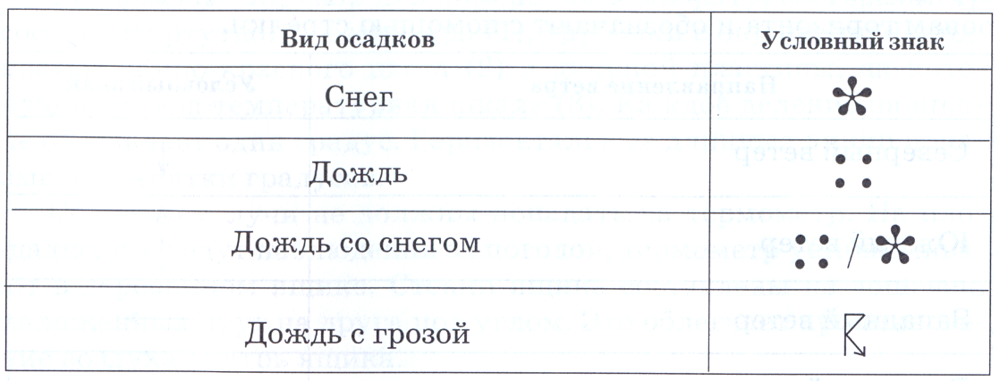 Вид осадков Условный знак
Снег *
Дождь ⁘
Дождь со снегом ⁘ / *
Дождь с грозой